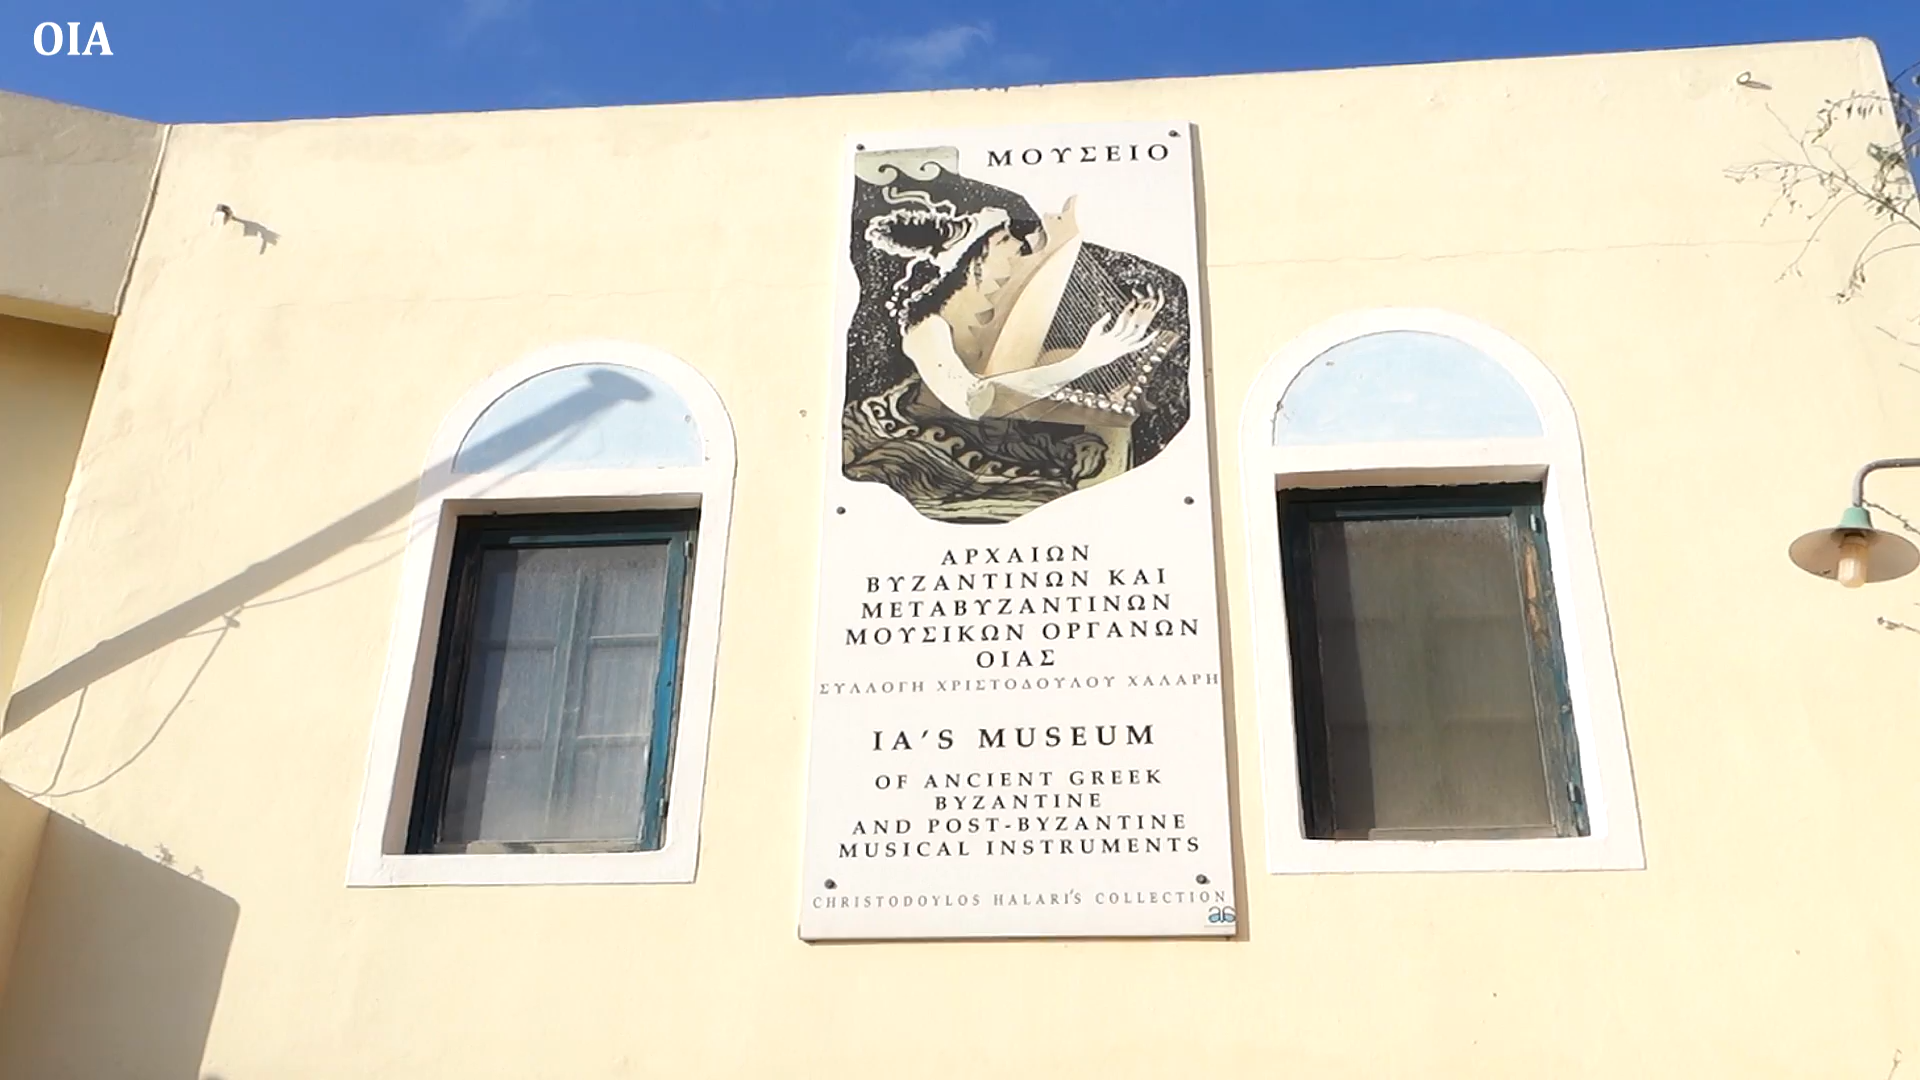 OIA
ΜΟΥΣΕΙΟ
ΑΡΧΑΙΩΝ
ΒΥΖΑΝΤΙΝΩΝ ΚΑΙ
ΜΕΤΑΒΥΖΑΝΤΙΝΩΝ
ΜΟΥΣΙΚΩΝ ΟΡΓΑΝΩΝ
ΟΙΑΣ
ΣΥΛΛΟΓΗ ΧΡΙΣΤΟΔΟΥΛΟΥ ΧΑΛΑΡΗ
IA'S MUSEUM
OF ANCIENT GREEK
BYZANTINE
AND POST-BYZANTINE
MUSICAL INSTRUMENTS
CHRISTODOYLOS HALARI'S COLLECTION